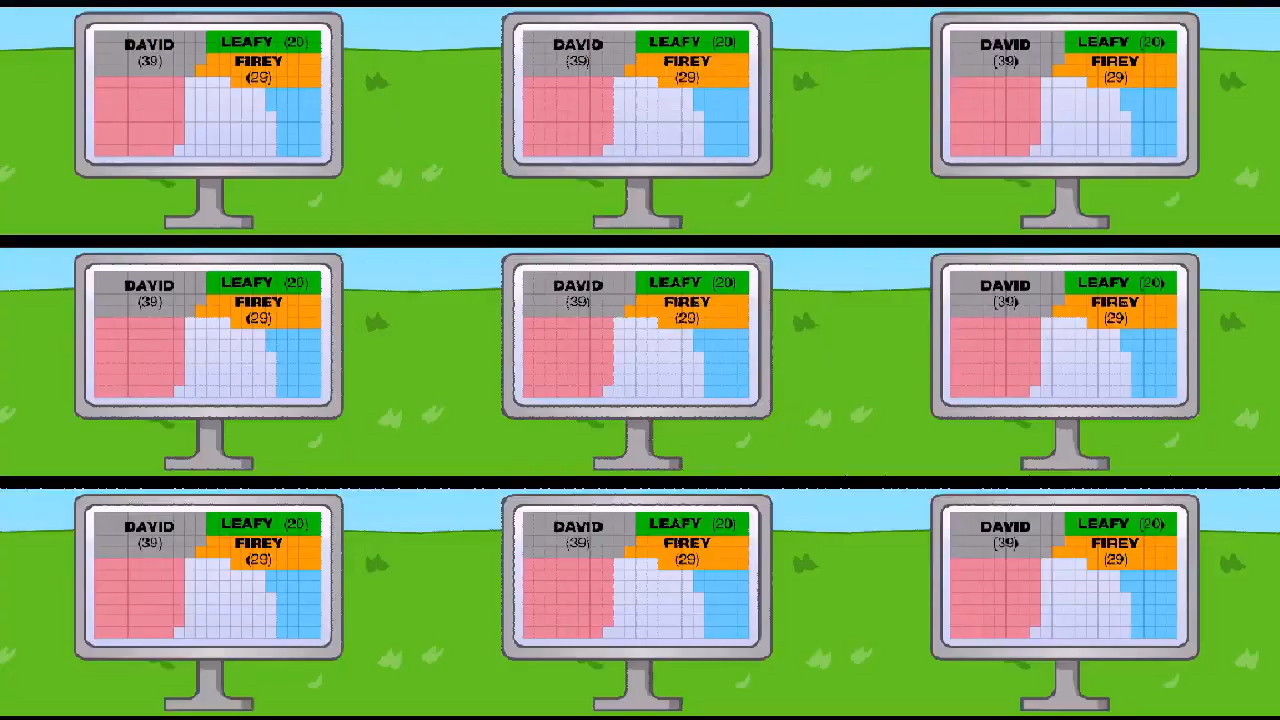 DAVID LEAFY (20) DAVID LEAFY (20) DAVID LEAFY (20)
(39) FIREY (39) FIREY (39) FIREY
(29) (29) (29)
DAVID LEAFY (20) DAVID LEAFY (20) DAVID LEAFY (20)
(39) FIREY (39) FIREY (39) FIREY
(29) (29) (29)
DAVID LEAFY (20) DAVID LEAFY (20) DAVID LEAFY (20)
(39) FIREY (39) FIREY (39) FIREY
(29) (29) (29)